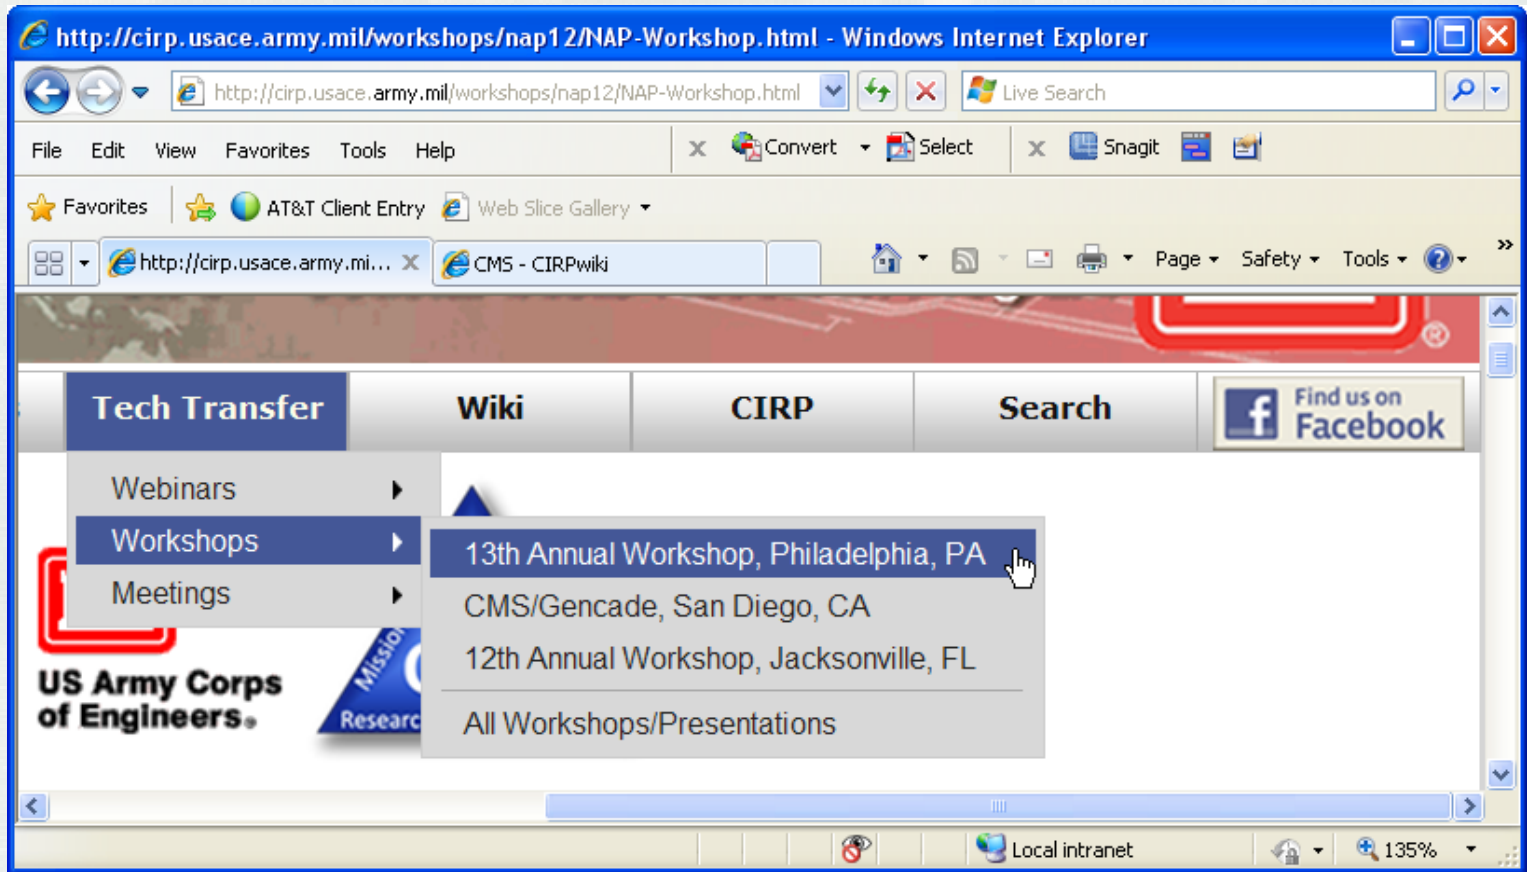 http://cirp.usace.army.mil/workshops/nap12/NAP-Workshop.html - Windows Internet Explorer
http://cirp.usace.army.mil/workshops/nap12/NAP-Workshop.html
Live Search
File Edit View Favorites Tools Help x Convert Select x Snagit
Favorites AT&T Client Entry Web Slice Gallery
http://cirp.usace.army.mi... X CMS - CIRPwiki Page Safety Tools »
®
Tech Transfer Wiki CIRP Search Find us on
Facebook
Webinars
Workshops
Meetings
13th Annual Workshop, Philadelphia, PA
CMS/Gencade, San Diego, CA
12th Annual Workshop, Jacksonville, FL
All Workshops/Presentations
US Army Corps
of Engineers®
Local intranet 135%